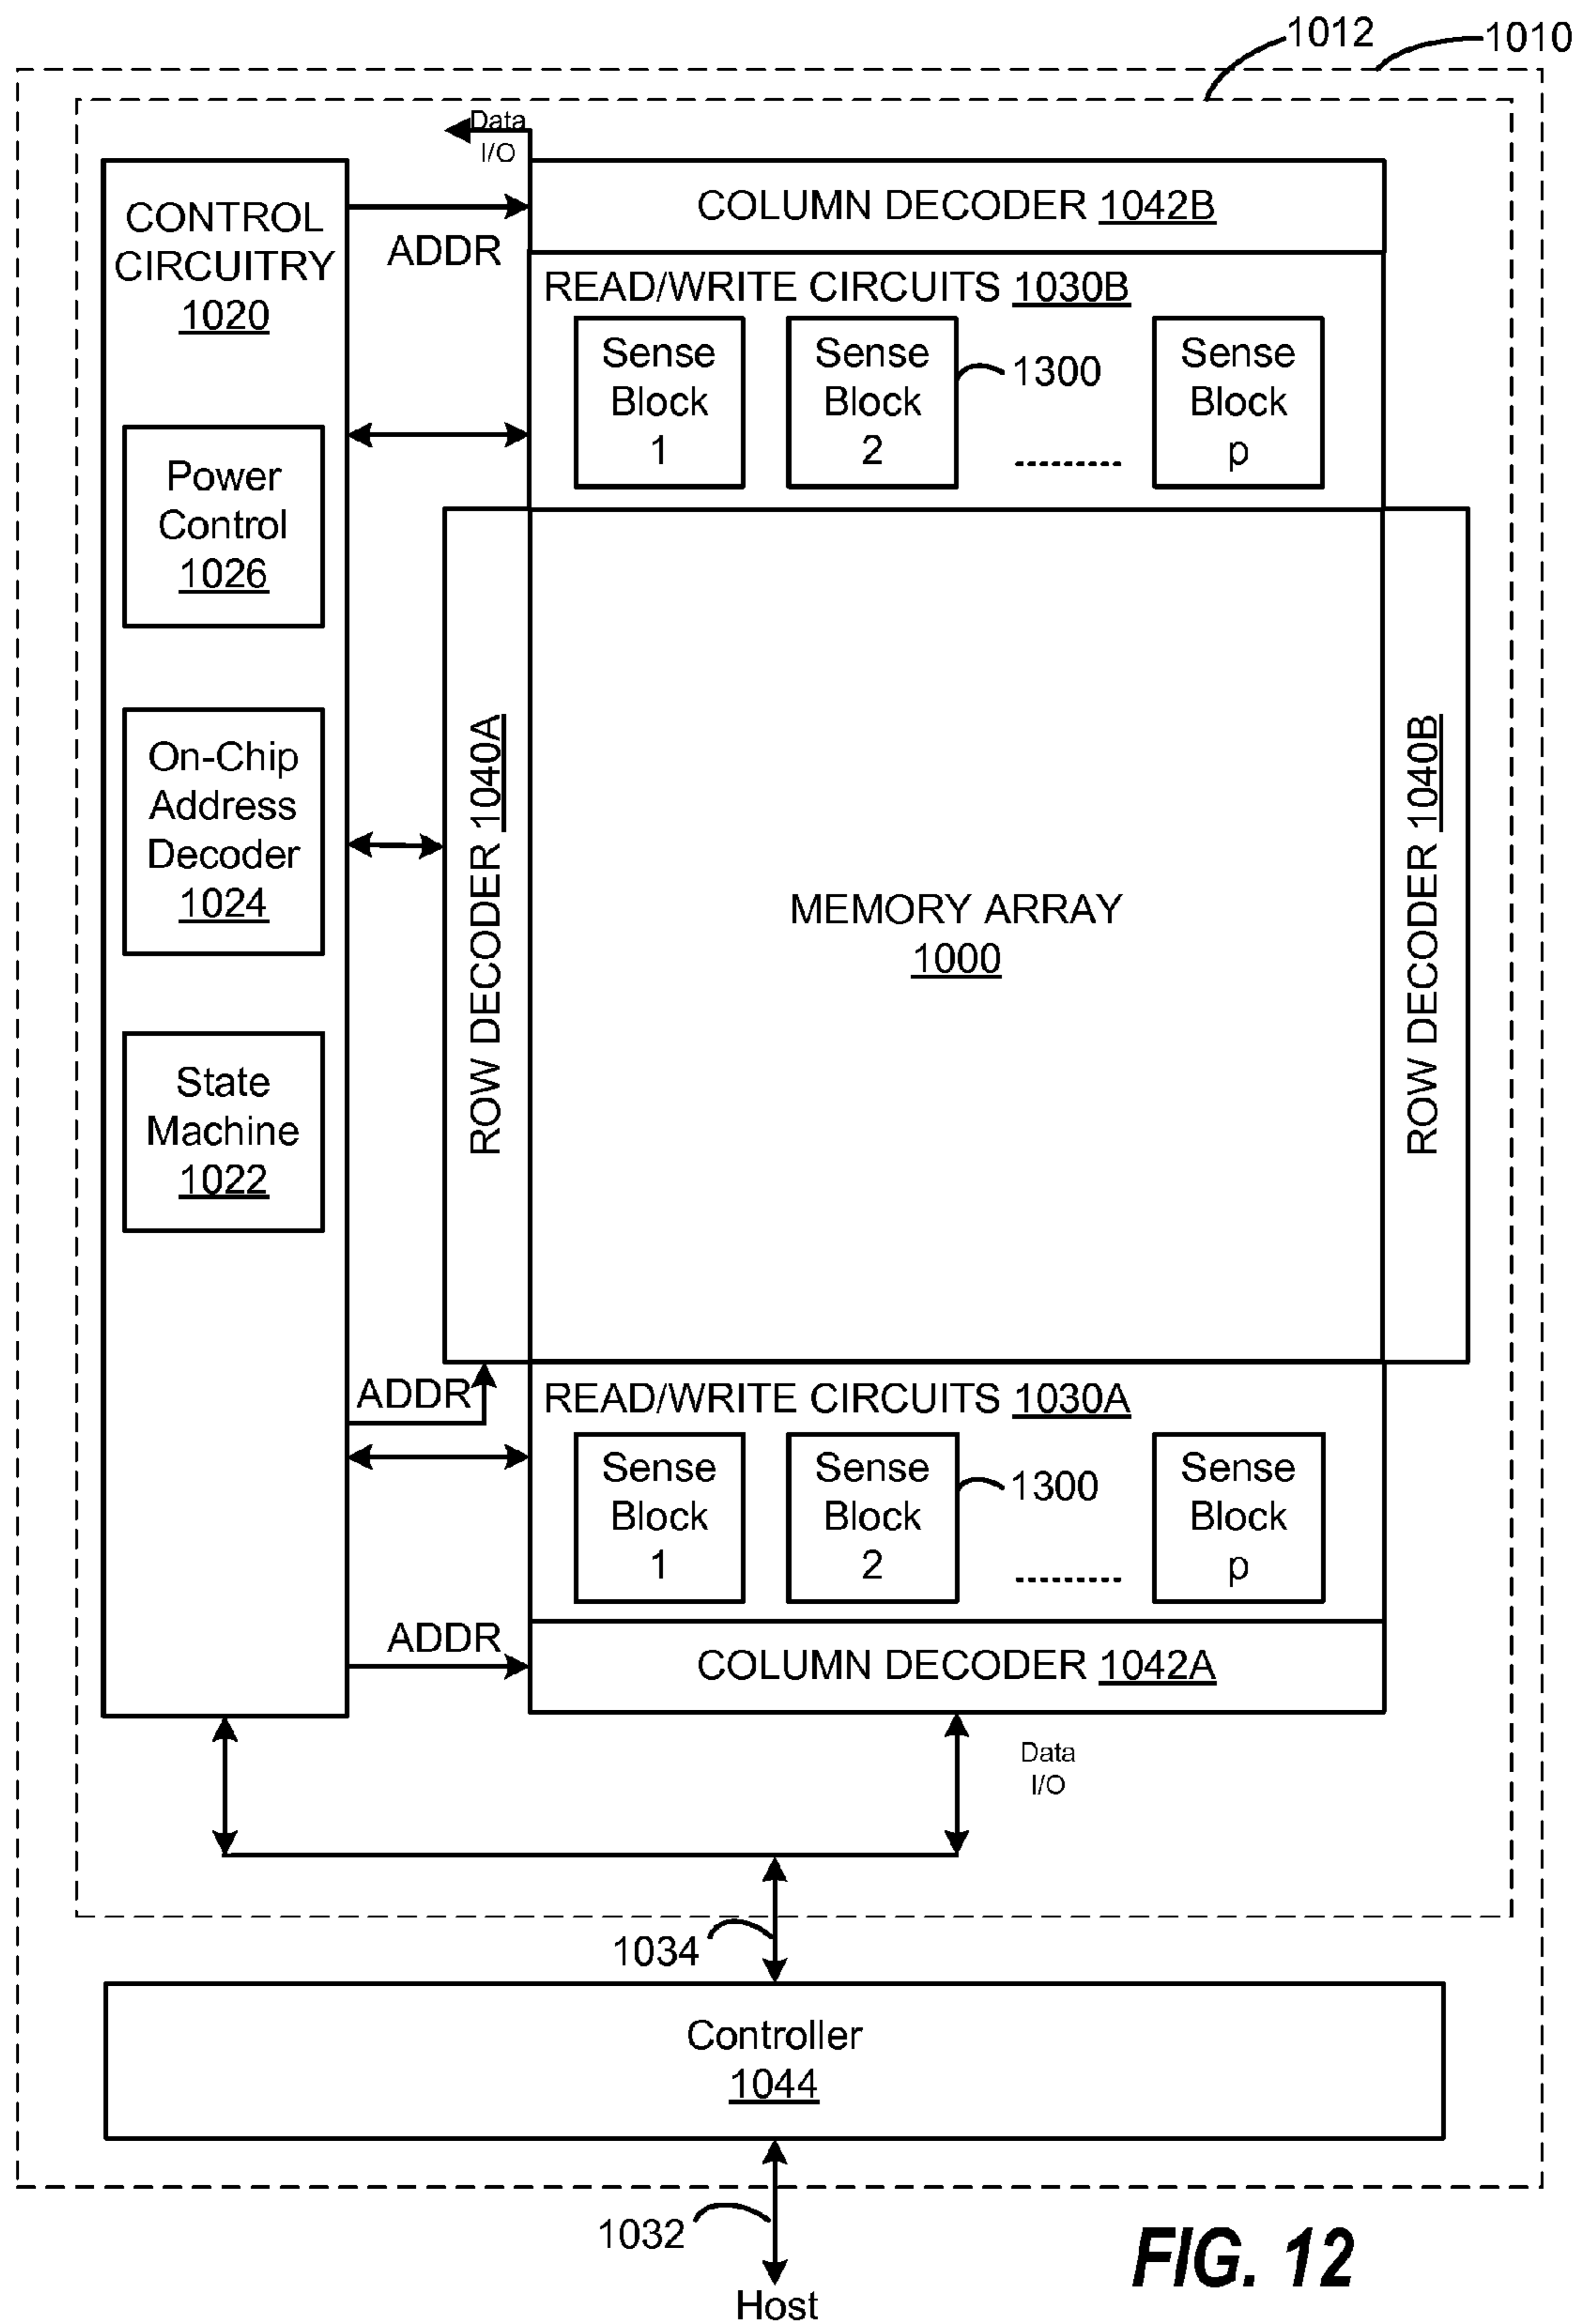 1012
1010
Data
I/O
CONTROL
CIRCUITRY
1020
ADDR
COLUMN DECODER 1042B
READ/WRITE CIRCUITS 1030B
Sense
Block
1
Sense
Block
2
1300
.........
Sense
Block
p
Power
Control
1026
On-Chip
Address
Decoder
1024
State
Machine
1022
ROW DECODER 1040A
MEMORY ARRAY
1000
ROW DECODER 1040B
ADDR
READ/WRITE CIRCUITS 1030A
Sense
Block
1
Sense
Block
2
1300
.........
Sense
Block
p
ADDR
COLUMN DECODER 1042A
Data
I/O
1034
Controller
1044
1032
Host
FIG. 12